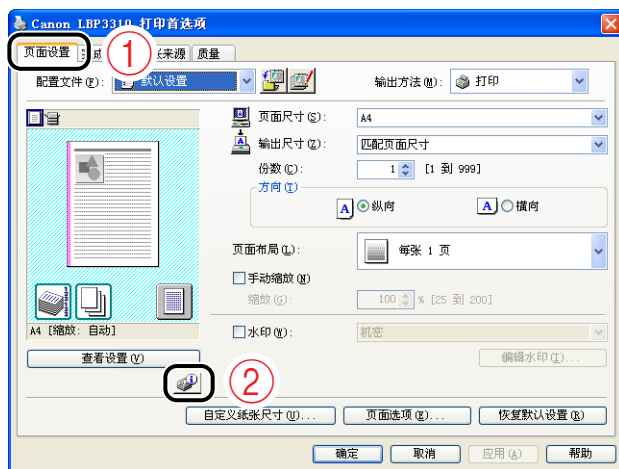 Canon LBP3310 打印首选项
页面设置 来源 质量
①
配置文件(F): 默认设置 输出方法(M): 打印
页面尺寸(S): A4
输出尺寸(Z): 匹配页面尺寸
份数(C): 1 [1 到 999]
方向(I)
A 纵向 A 横向
页面布局(L): 每张 1 页
手动缩放(N)
缩放(G): 100 % [25 到 200]
A4 [缩放: 自动]
水印(W): 机密
查看设置(V) 编辑水印(I)...
②
自定义纸张尺寸(U)... 页面选项(E)... 恢复默认设置(R)
确定 取消 应用(A) 帮助